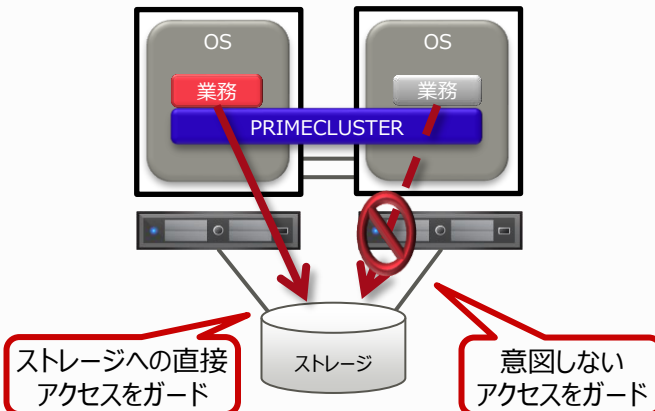 OS
OS
業務
業務
PRIMECLUSTER
ストレージ
ストレージへの直接
アクセスをガード
意図しない
アクセスをガード